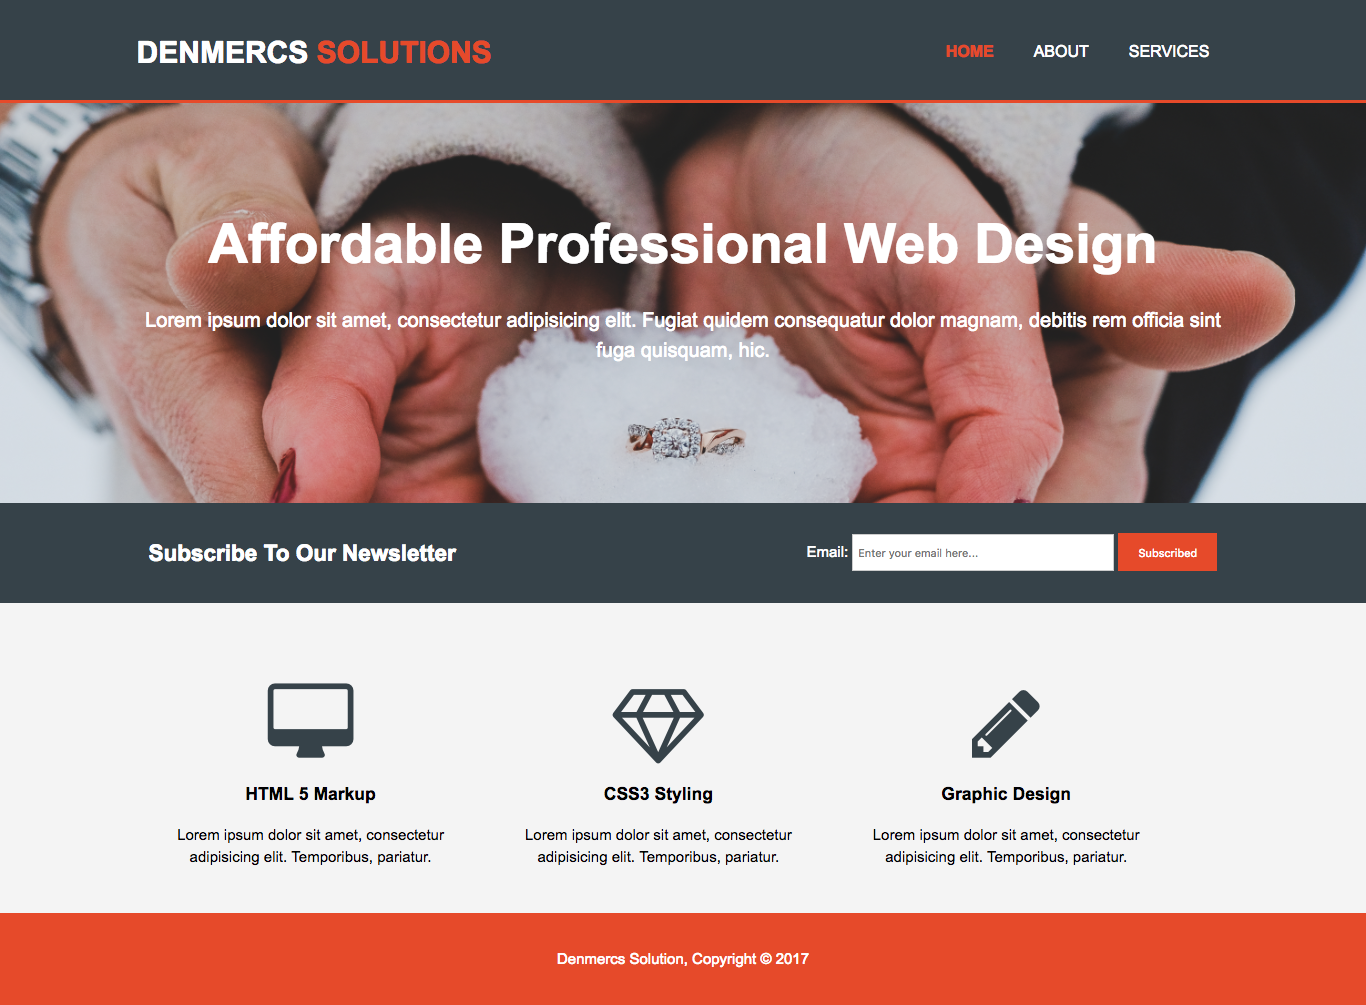 DENMERCS SOLUTIONS
HOME ABOUT SERVICES
Affordable Professional Web Design
Lorem ipsum dolor sit amet, consectetur adipisicing elit. Fugiat quidem consequatur dolor magnam, debitis rem officia sint
fuga quisquam, hic.
Subscribe To Our Newsletter
Email: Enter your email here... Subscribed
HTML 5 Markup
Lorem ipsum dolor sit amet, consectetur
adipisicing elit. Temporibus, pariatur.
CSS3 Styling
Lorem ipsum dolor sit amet, consectetur
adipisicing elit. Temporibus, pariatur.
Graphic Design
Lorem ipsum dolor sit amet, consectetur
adipisicing elit. Temporibus, pariatur.
Denmercs Solution, Copyright © 2017